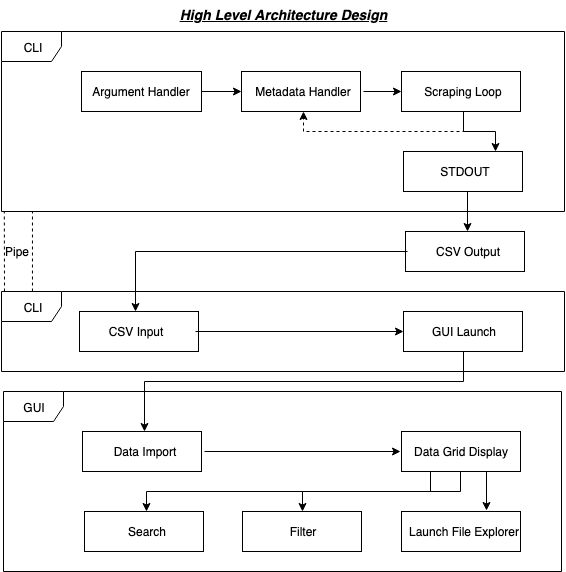 High Level Architecture Design
CLI
Argument Handler
Metadata Handler
Scraping Loop
STDOUT
Pipe
CSV Output
CLI
CSV Input
GUI Launch
GUI
Data Import
Data Grid Display
Search
Filter
Launch File Explorer